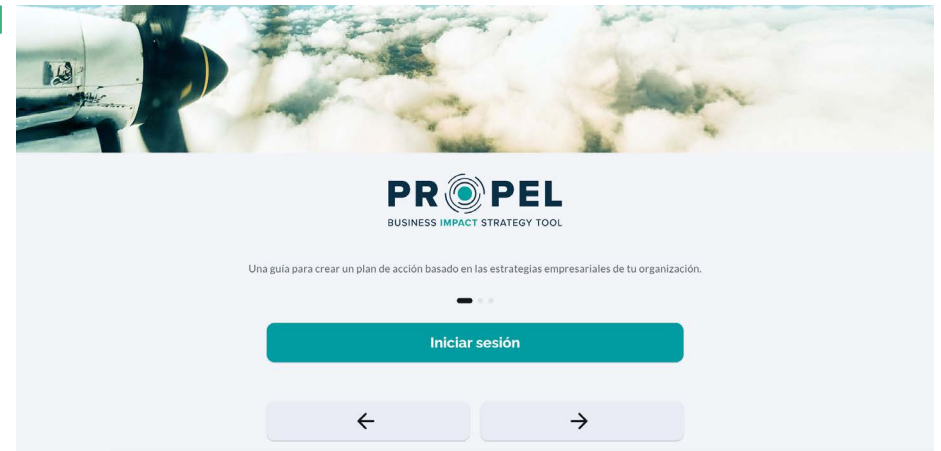 PROPEL
BUSINESS IMPACT STRATEGY TOOL
Una guía para crear un plan de acción basado en las estrategias empresariales de tu organización.
Iniciar sesión